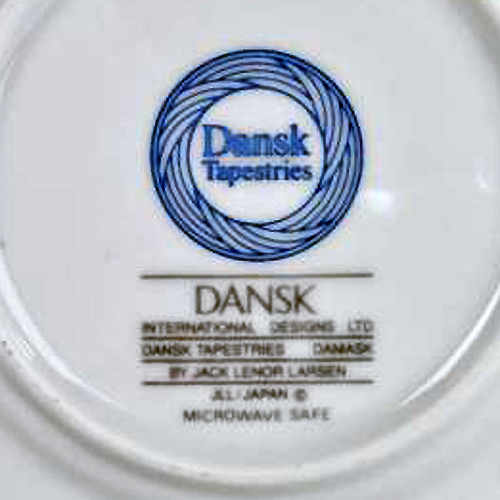 Dansk
Tapestries
DANSK
INTERNATIONAL DESIGNS LTD
DANSK TAPESTRIES DAMASK
BY JACK LENOR LARSEN
JLL/JAPAN ©
MICROWAVE SAFE